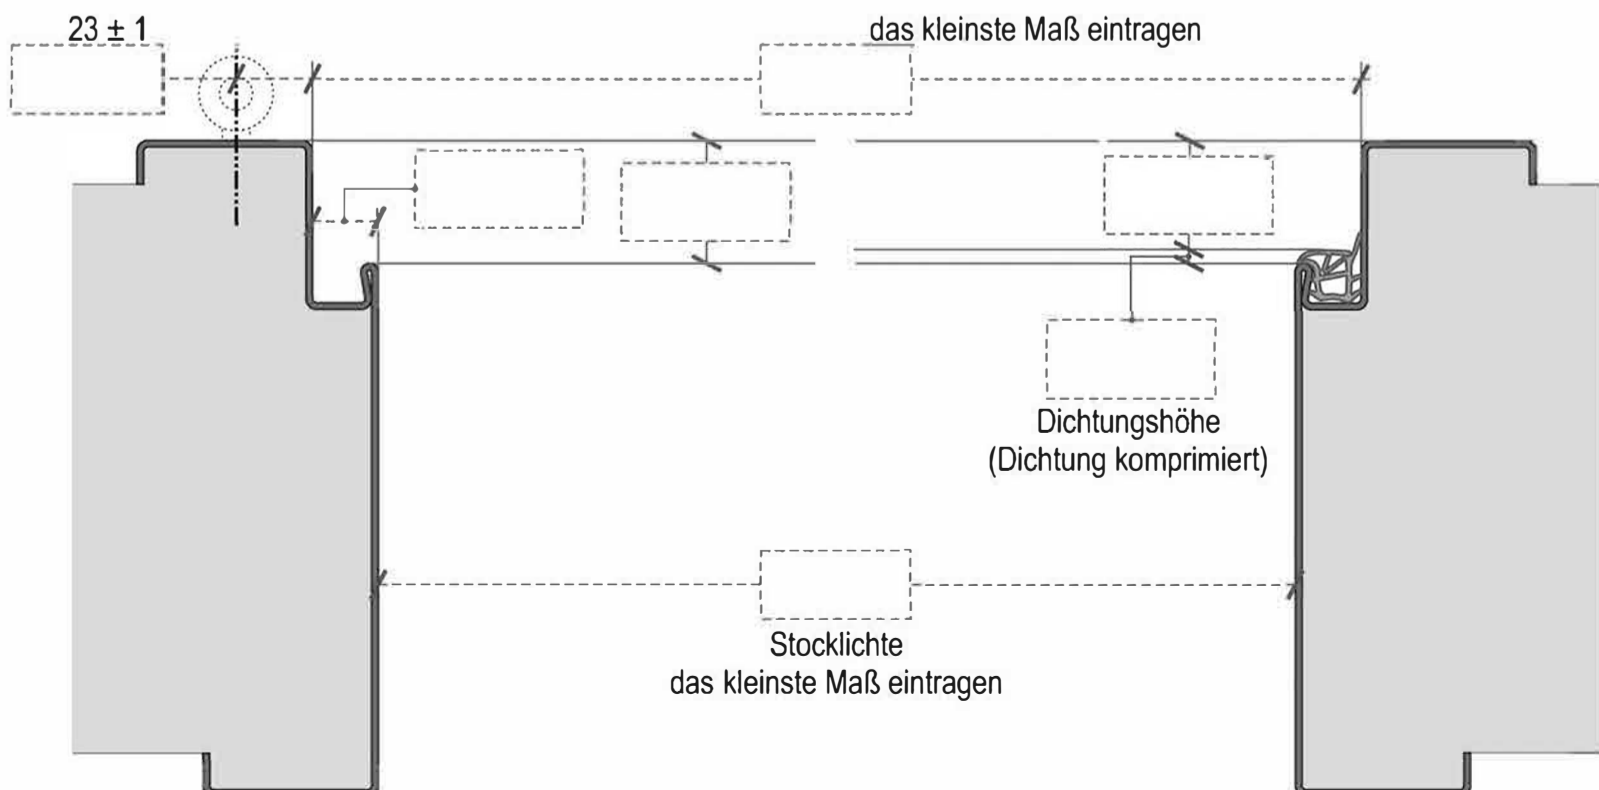 23 ± 1
das kleinste Maß eintragen
Dichtungshöhe
(Dichtung komprimiert)
Stocklichte
das kleinste Maß eintragen